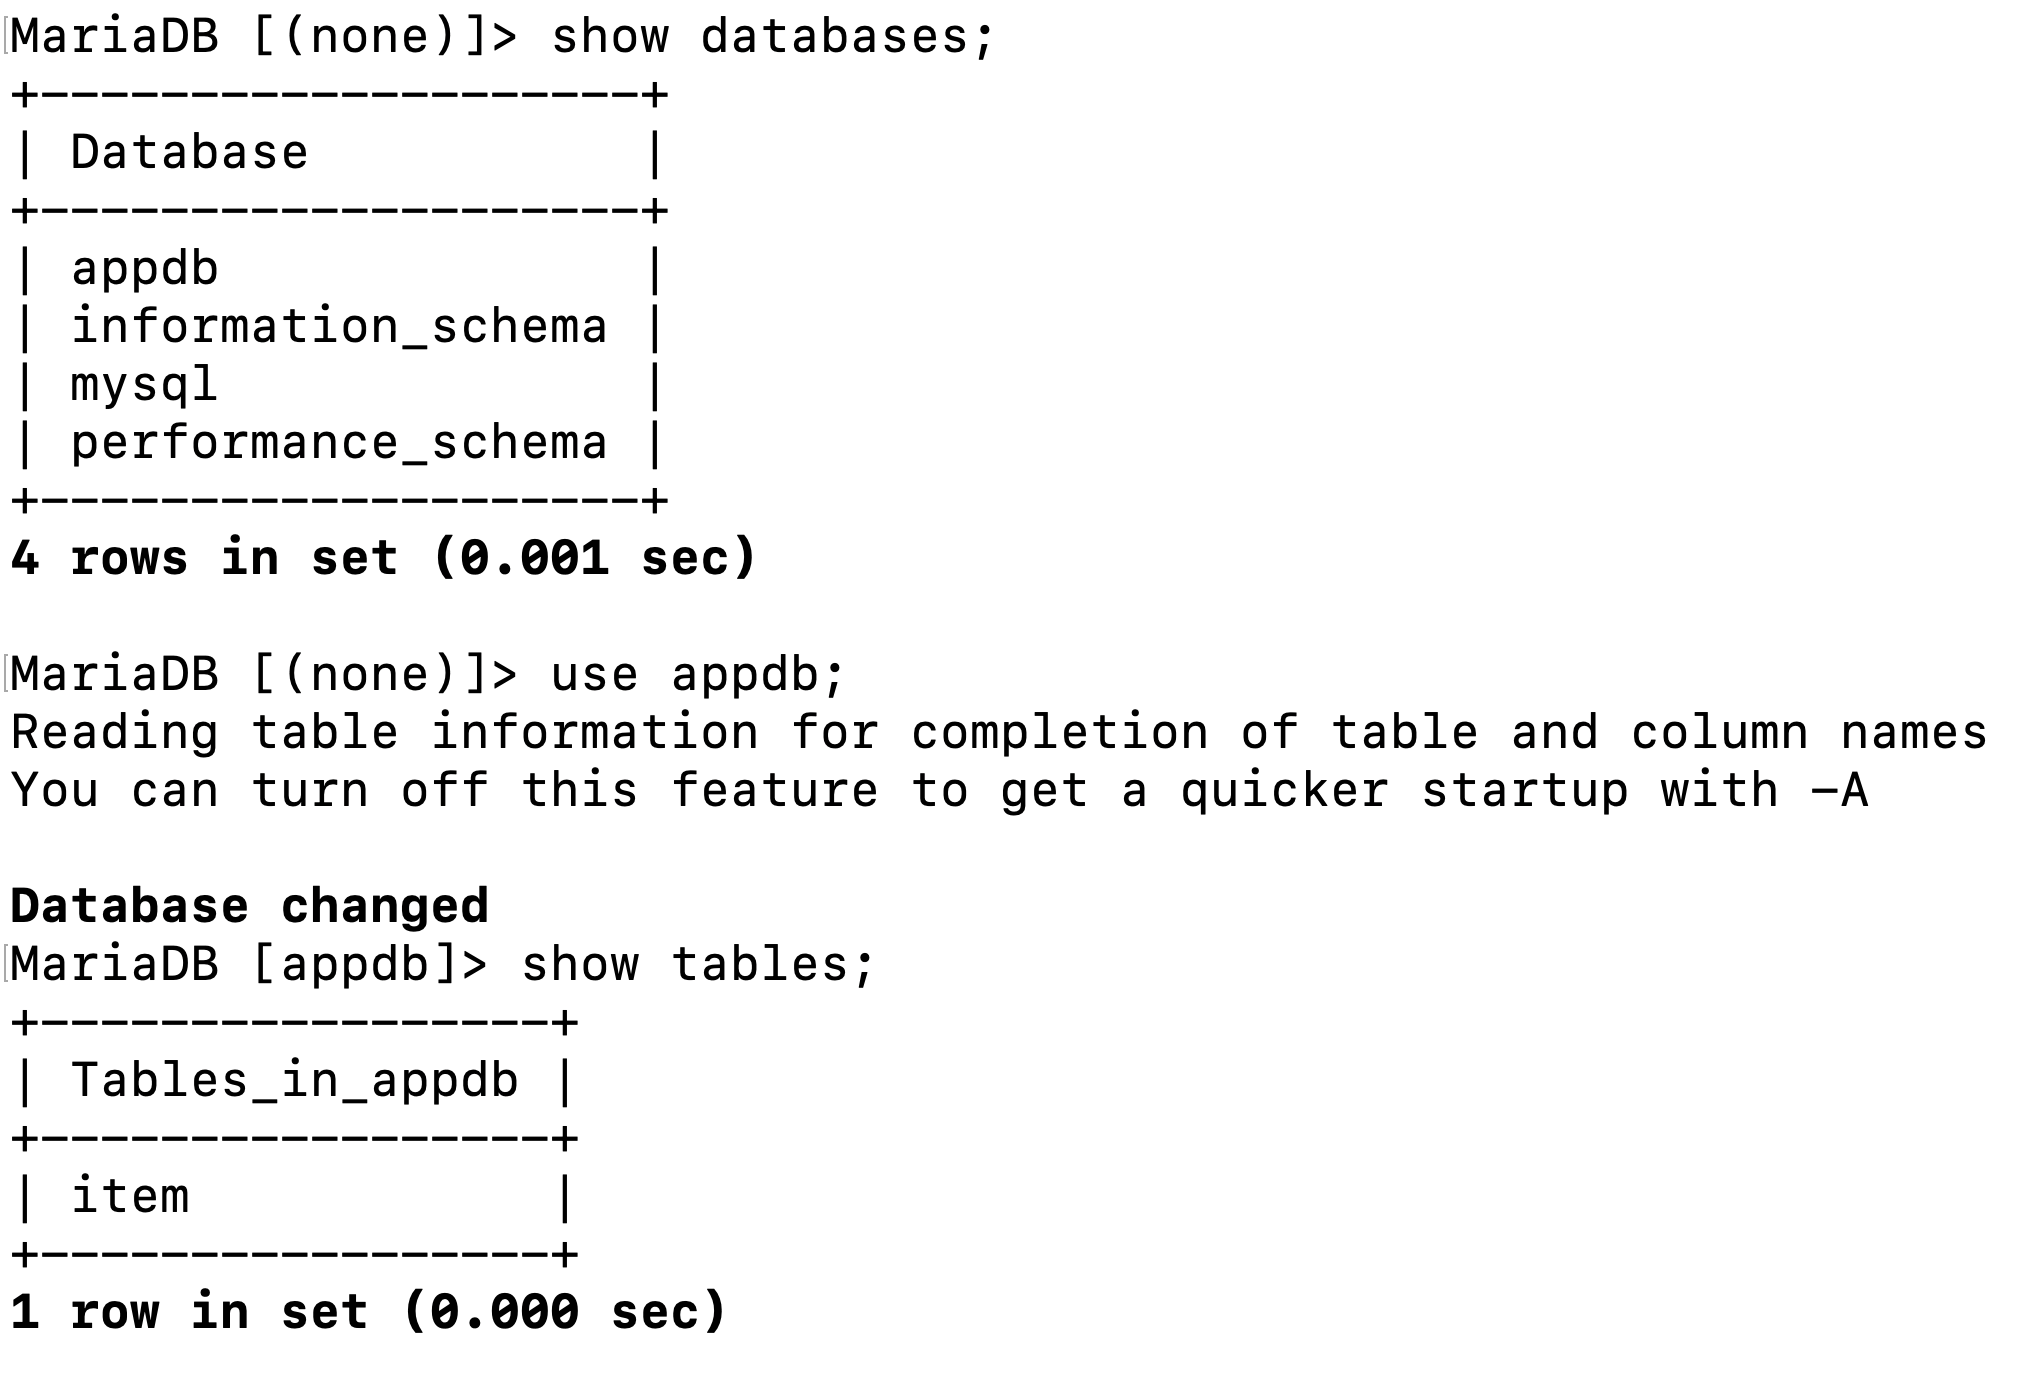 MariaDB [(none)]> show databases;
+--------------------+
| Database           |
+--------------------+
| appdb              |
| information_schema |
| mysql              |
| performance_schema |
+--------------------+
4 rows in set (0.001 sec)

MariaDB [(none)]> use appdb;
Reading table information for completion of table and column names
You can turn off this feature to get a quicker startup with -A

Database changed
MariaDB [appdb]> show tables;
+-----------------+
| Tables_in_appdb |
+-----------------+
| item            |
+-----------------+
1 row in set (0.000 sec)